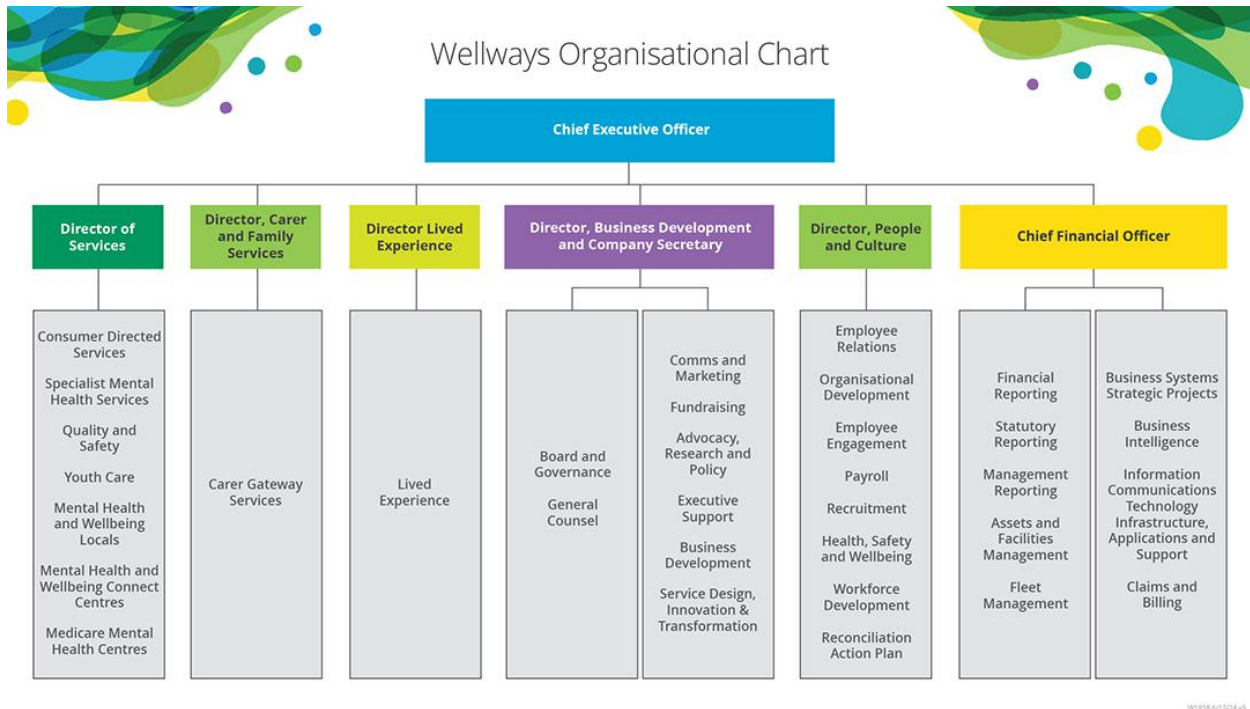 Wellways Organisational Chart
Chief Executive Officer
Director of
Services
Director, Carer
and Family
Services
Director Lived
Experience
Director, Business Development
and Company Secretary
Director, People
and Culture
Chief Financial Officer
Consumer Directed
Services
Specialist Mental
Health Services
Quality and
Safety
Youth Care
Mental Health
and Wellbeing
Locals
Mental Health and
Wellbeing Connect
Centres
Medicare Mental
Health Centres
Carer Gateway
Services
Lived
Experience
Board and
Governance
General
Counsel
Comms and
Marketing
Fundraising
Advocacy,
Research and
Policy
Executive
Support
Business
Development
Service Design,
Innovation &
Transformation
Employee
Relations
Organisational
Development
Employee
Engagement
Payroll
Recruitment
Health, Safety
and Wellbeing
Workforce
Development
Reconciliation
Action Plan
Financial
Reporting
Statutory
Reporting
Management
Reporting
Assets and
Facilities
Management
Fleet
Management
Business Systems
Strategic Projects
Business
Intelligence
Information
Communications
Technology
Infrastructure,
Applications and
Support
Claims and
Billing